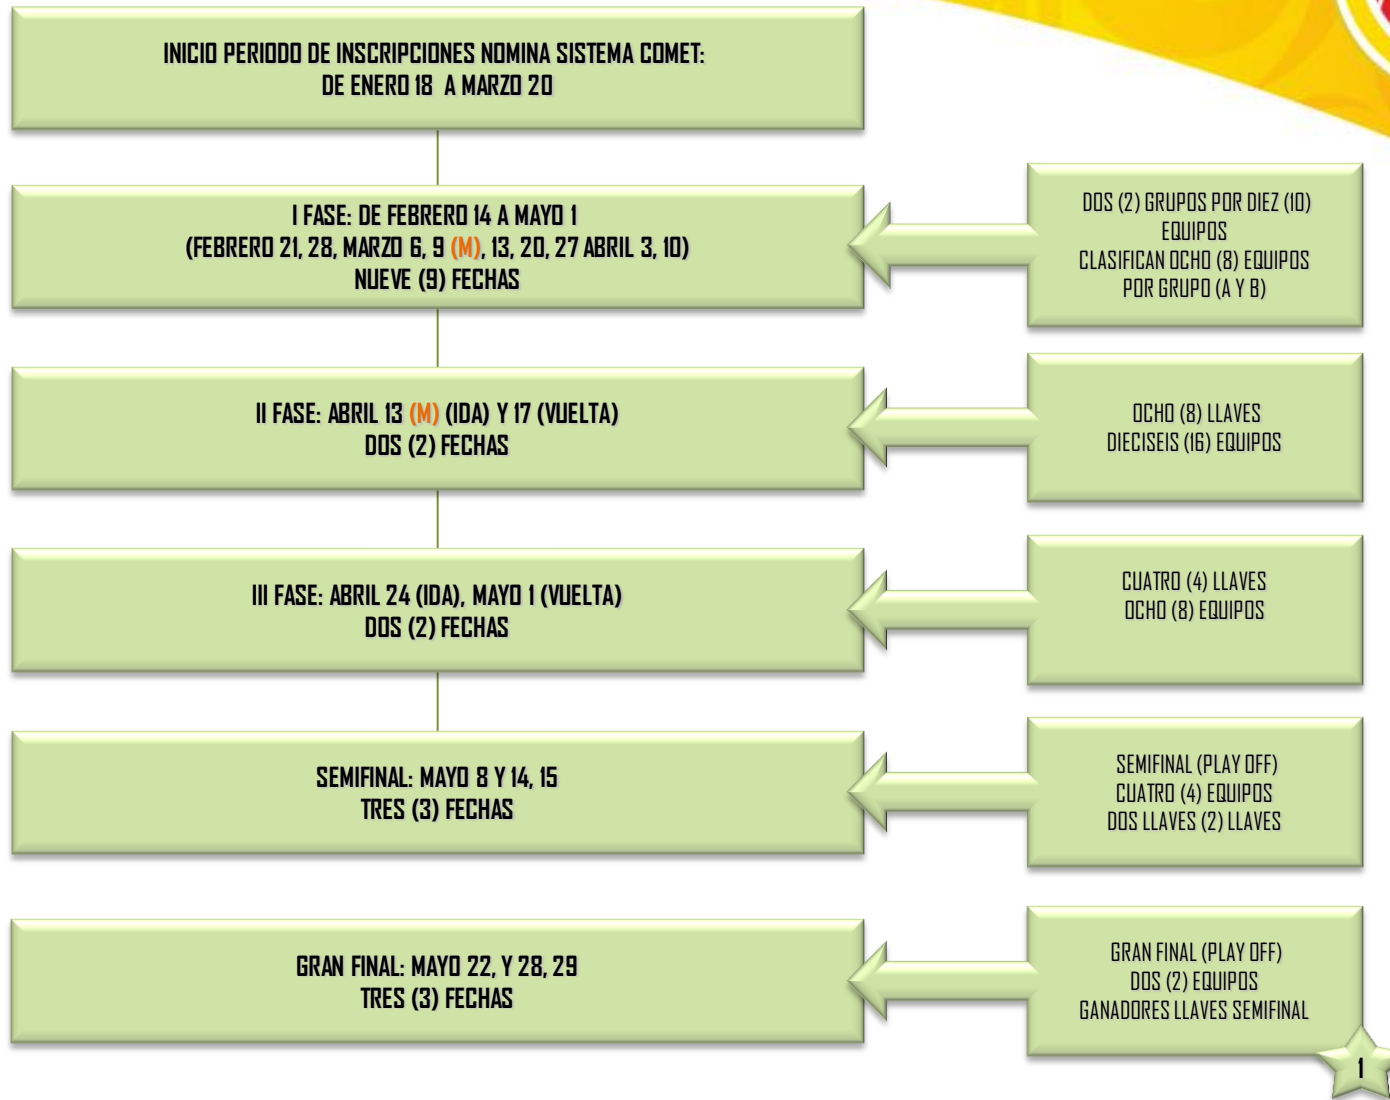 INICIO PERIODO DE INSCRIPCIONES NOMINA SISTEMA COMET:
DE ENERO 18 A MARZO 20
I FASE: DE FEBRERO 14 A MAYO 1
(FEBRERO 21, 28, MARZO 6, 9 (M), 13, 20, 27 ABRIL 3, 10)
NUEVE (9) FECHAS
DOS (2) GRUPOS POR DIEZ (10)
EQUIPOS
CLASIFICAN OCHO (8) EQUIPOS
POR GRUPO (A Y B)
II FASE: ABRIL 13 (M) (IDA) Y 17 (VUELTA)
DOS (2) FECHAS
OCHO (8) LLAVES
DIECISEIS (16) EQUIPOS
III FASE: ABRIL 24 (IDA), MAYO 1 (VUELTA)
DOS (2) FECHAS
CUATRO (4) LLAVES
OCHO (8) EQUIPOS
SEMIFINAL: MAYO 8 Y 14, 15
TRES (3) FECHAS
SEMIFINAL (PLAY OFF)
CUATRO (4) EQUIPOS
DOS LLAVES (2) LLAVES
GRAN FINAL: MAYO 22, Y 28, 29
TRES (3) FECHAS
GRAN FINAL (PLAY OFF)
DOS (2) EQUIPOS
GANADORES LLAVES SEMIFINAL
1